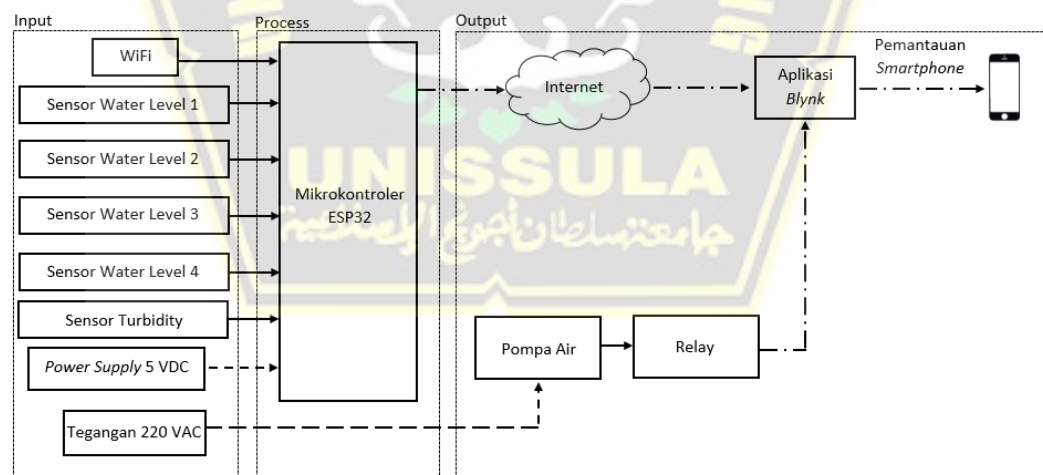 Input
Process
Output
WiFi
Sensor Water Level 1
Sensor Water Level 2
Sensor Water Level 3
Sensor Water Level 4
Sensor Turbidity
Power Supply 5 VDC
Tegangan 220 VAC
Mikrokontroler
ESP32
Internet
Aplikasi
Blynk
Pemantauan
Smartphone
Pompa Air
Relay
UNISSULA
جامعتنسلطان أجونج الإسلامية